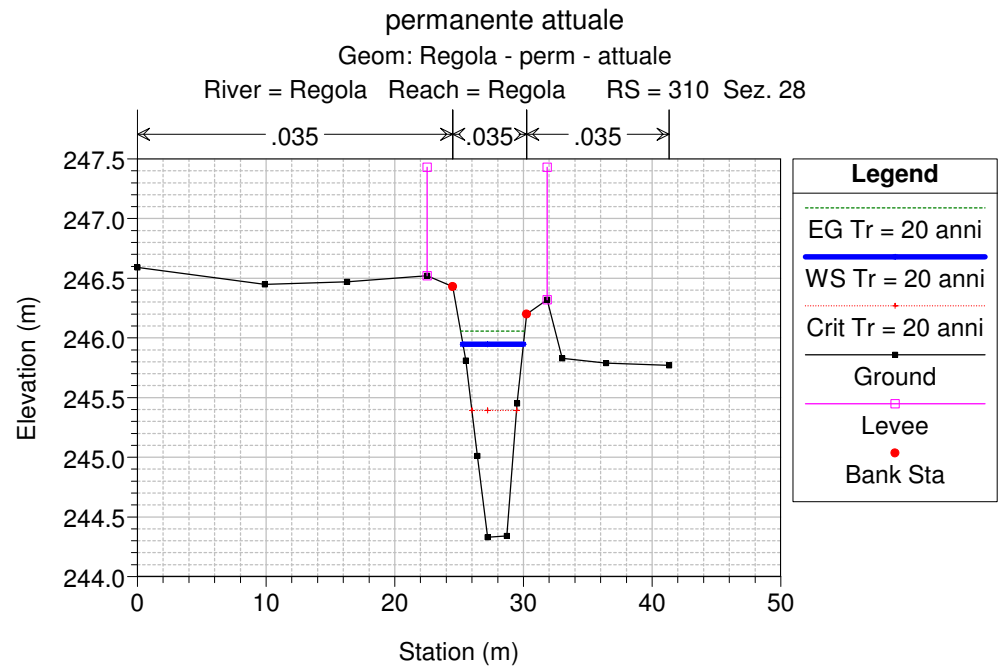 permanente attuale
Geom: Regola - perm - attuale
River = Regola Reach = Regola RS = 310 Sez. 28
.035 .035 .035
247.5
247.0
246.5
246.0
245.5
245.0
244.5
244.0
Elevation (m)
0 10 20 30 40 50
Station (m)
Legend
EG Tr = 20 anni
WS Tr = 20 anni
Crit Tr = 20 anni
Ground
Levee
Bank Sta